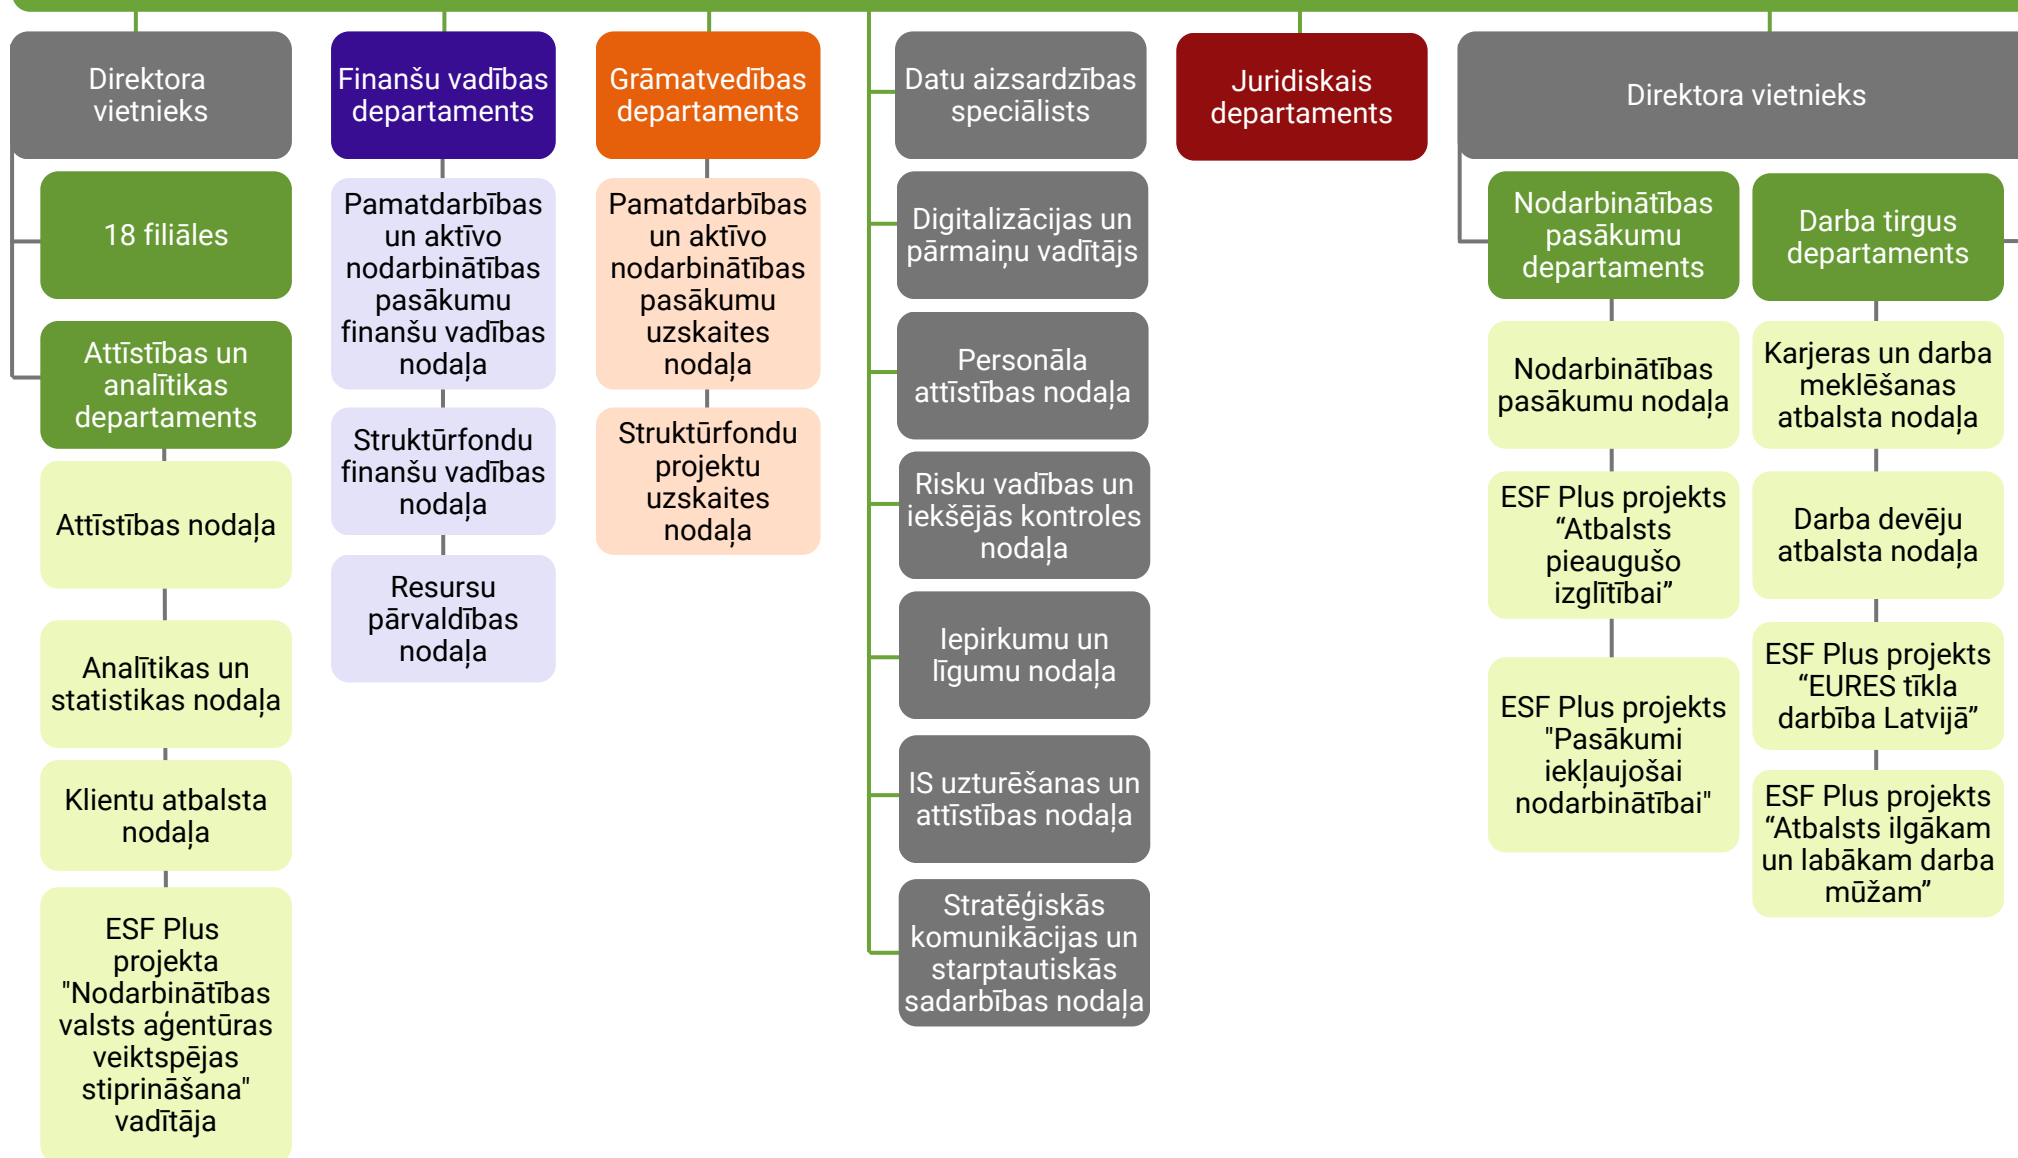 Direktora
vietnieks
18 filiāles
Attīstības un
analītikas
departaments
Attīstības nodaļa
Analītikas un
statistikas nodaļa
Klientu atbalsta
nodaļa
ESF Plus
projekta
"Nodarbinātības
valsts aģentūras
veiktspējas
stiprināšana"
vadītāja
Finanšu vadības
departaments
Pamatdarbības
un aktīvo
nodarbinātības
pasākumu
finanšu vadības
nodaļa
Struktūrfondu
finanšu vadības
nodaļa
Resursu
pārvaldības
nodaļa
Grāmatvedības
departaments
Pamatdarbības
un aktīvo
nodarbinātības
pasākumu
uzskaites
nodaļa
Struktūrfondu
projektu
uzskaites
nodaļa
Datu aizsardzības
speciālists
Digitalizācijas un
pārmaiņu vadītājs
Personāla
attīstības nodaļa
Risku vadības un
iekšējās kontroles
nodaļa
Iepirkumu un
līgumu nodaļa
IS uzturēšanas un
attīstības nodaļa
Stratēģiskās
komunikācijas un
starptautiskās
sadarbības nodaļa
Juridiskais
departaments
Direktora vietnieks
Nodarbinātības
pasākumu
departaments
Nodarbinātības
pasākumu nodaļa
ESF Plus projekts
“Atbalsts
pieaugušo
izglītībai”
ESF Plus projekts
"Pasākumi
iekļaujošai
nodarbinātībai"
Darba tirgus
departaments
Karjeras un darba
meklēšanas
atbalsta nodaļa
Darba devēju
atbalsta nodaļa
ESF Plus projekts
“EURES tīkla
darbība Latvijā”
ESF Plus projekts
“Atbalsts ilgākam
un labākam darba
mūžam”